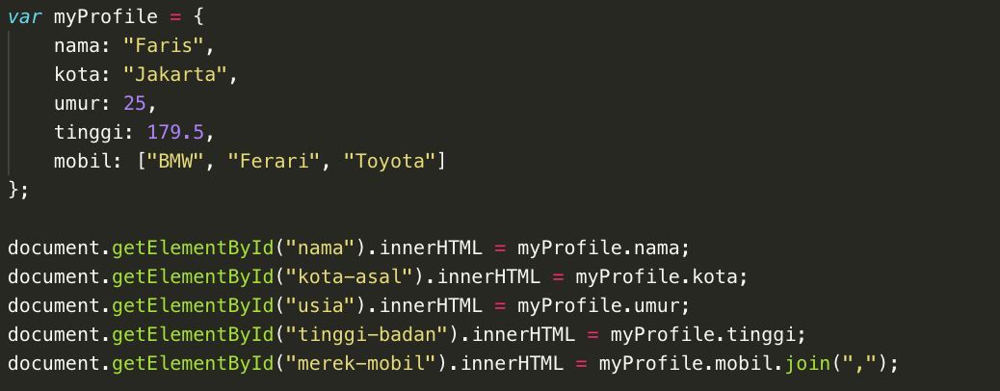 var myProfile = {
    nama: "Faris",
    kota: "Jakarta",
    umur: 25,
    tinggi: 179.5,
    mobil: ["BMW", "Ferari", "Toyota"]
};

document.getElementById("nama").innerHTML = myProfile.nama;
document.getElementById("kota-asal").innerHTML = myProfile.kota;
document.getElementById("usia").innerHTML = myProfile.umur;
document.getElementById("tinggi-badan").innerHTML = myProfile.tinggi;
document.getElementById("merek-mobil").innerHTML = myProfile.mobil.join(",");